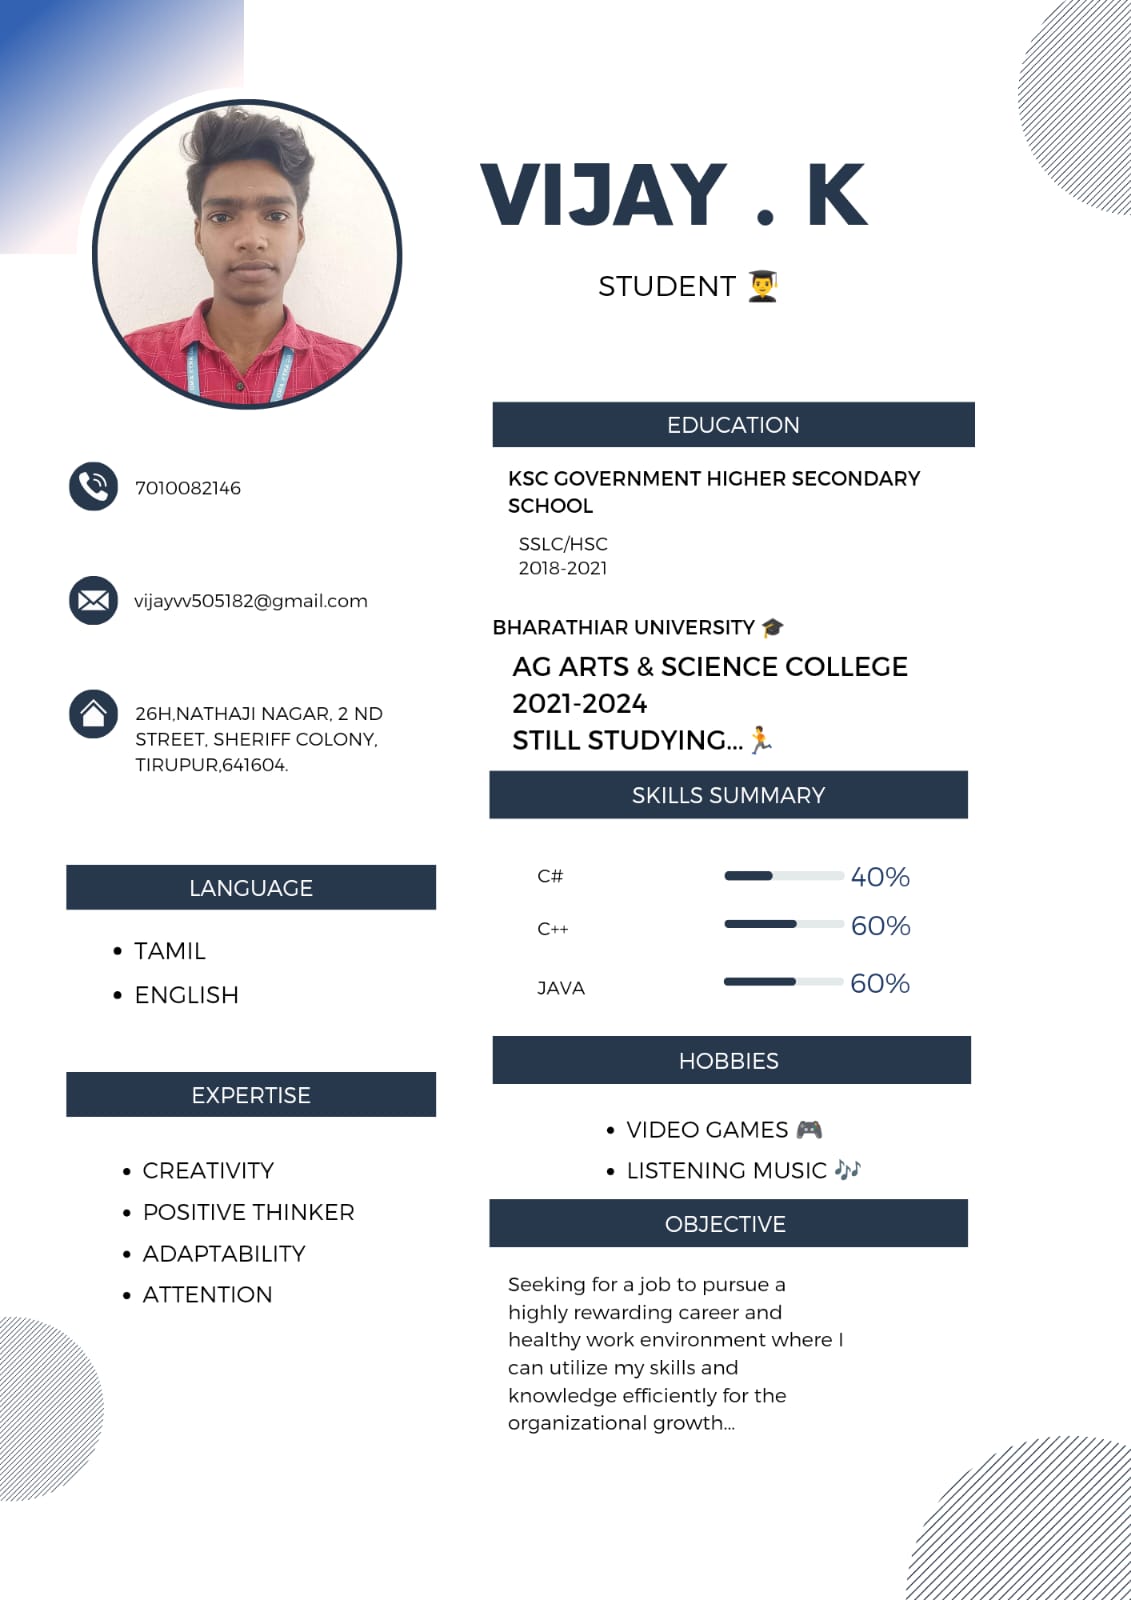 VIJAY . K
STUDENT 👨‍🎓
7010082146
vijayvv505182@gmail.com
26H,NATHAJI NAGAR, 2 ND
STREET, SHERIFF COLONY,
TIRUPUR,641604.
LANGUAGE
• TAMIL
• ENGLISH
EXPERTISE
• CREATIVITY
• POSITIVE THINKER
• ADAPTABILITY
• ATTENTION
EDUCATION
KSC GOVERNMENT HIGHER SECONDARY
SCHOOL
SSLC/HSC
2018-2021
BHARATHIAR UNIVERSITY 🎓
AG ARTS & SCIENCE COLLEGE
2021-2024
STILL STUDYING...🏃
SKILLS SUMMARY
C# 40%
C++ 60%
JAVA 60%
HOBBIES
• VIDEO GAMES 🎮
• LISTENING MUSIC 🎶
OBJECTIVE
Seeking for a job to pursue a
highly rewarding career and
healthy work environment where I
can utilize my skills and
knowledge efficiently for the
organizational growth...